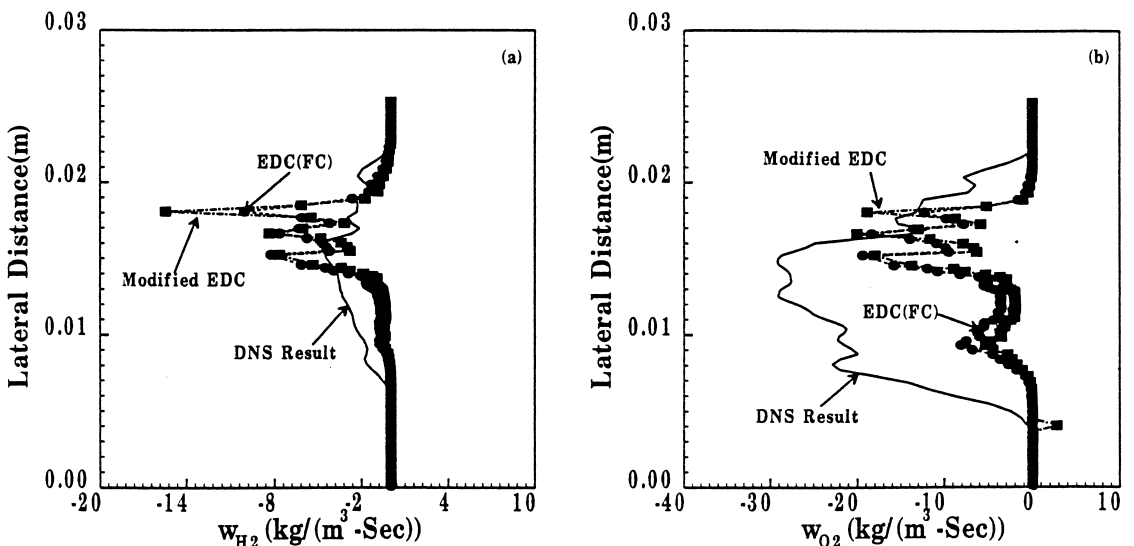 0.03
(a)
Lateral Distance(m)
EDC(FC)
0.02
Modified EDC
0.01
DNS Result
0.00
-20 -14 -8 -2 4 10
w_H2 (kg/(m³-Sec)
0.03
(b)
Lateral Distance(m)
Modified EDC
0.02
0.01
EDC(FC)
DNS Result
0.00
-40 -30 -20 -10 0 10
w_O2 (kg/(m³-Sec)